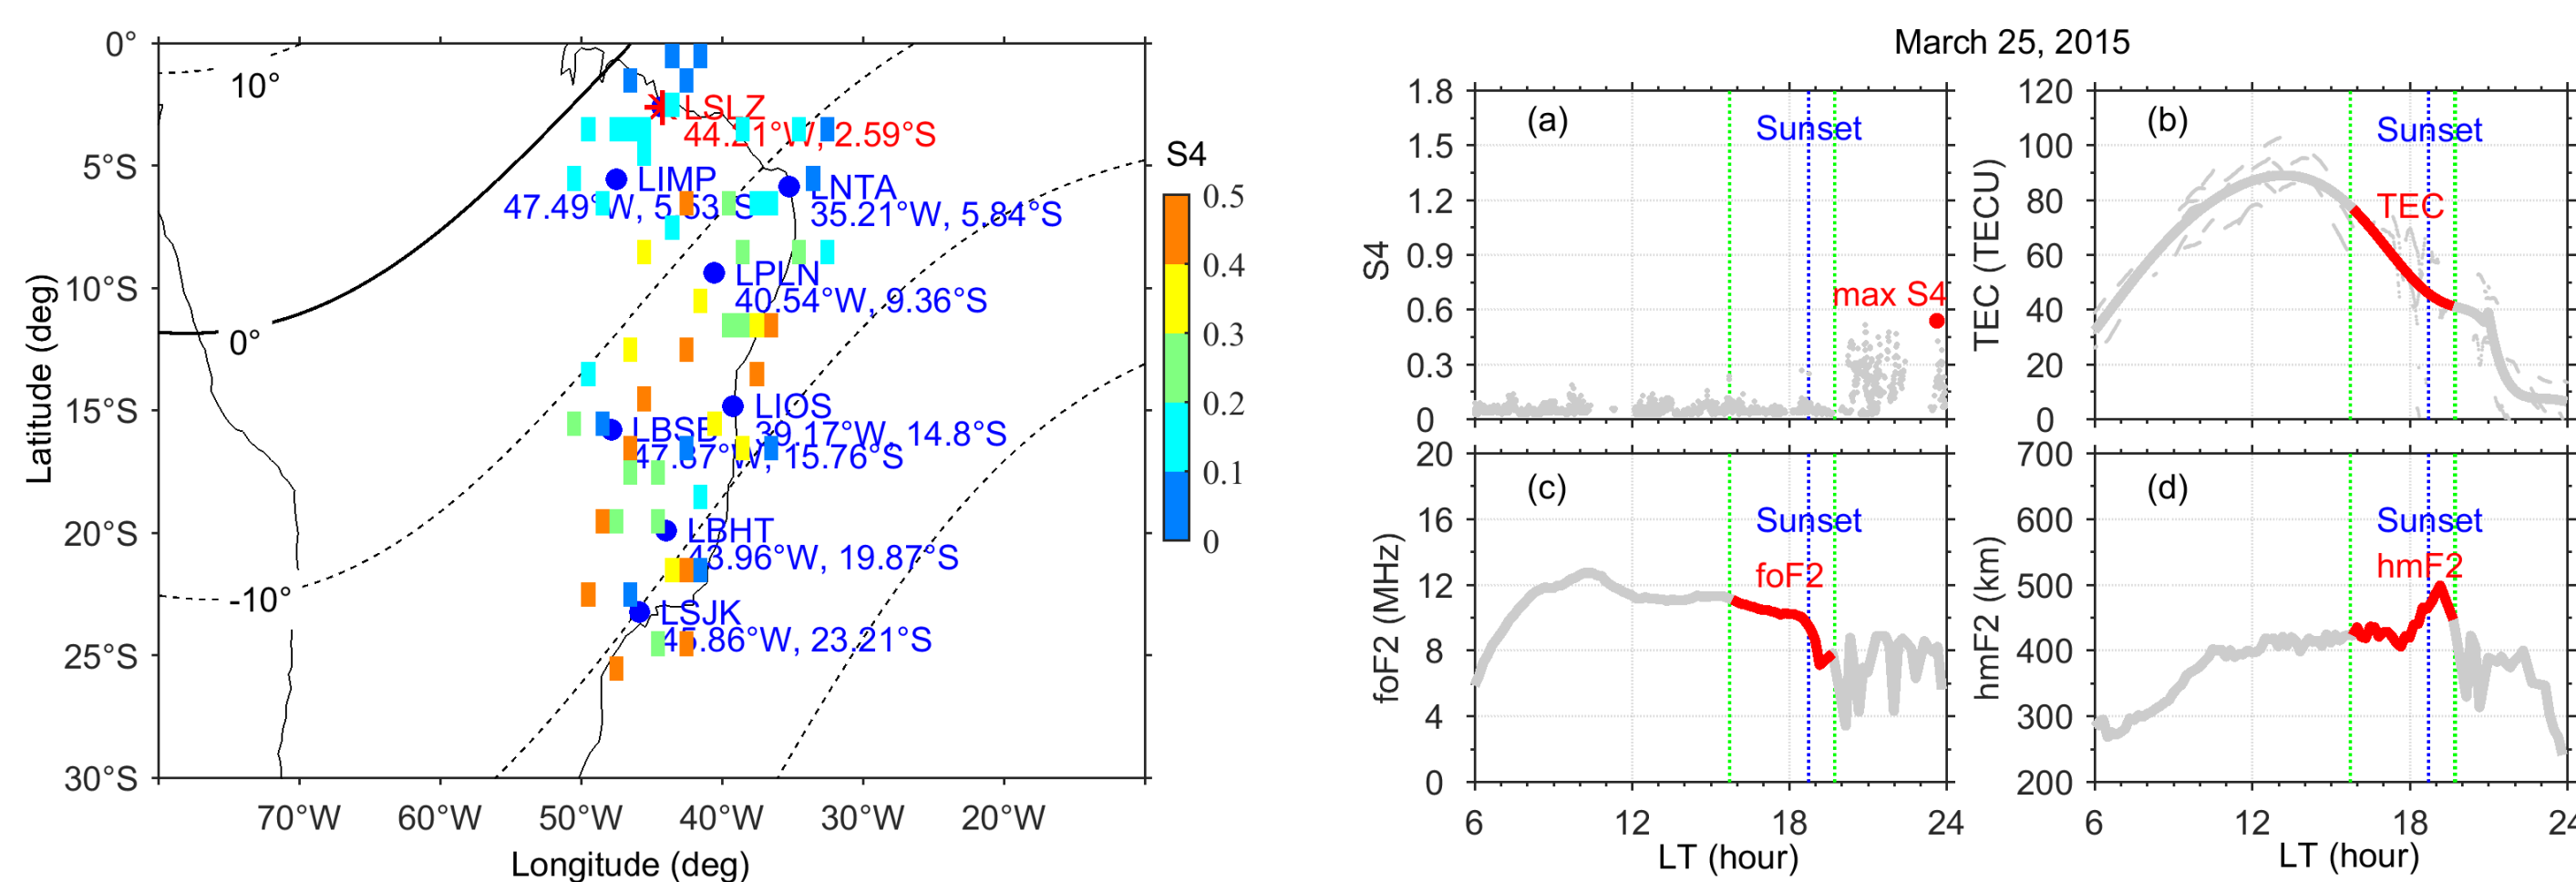 March 25, 2015
0°
5°S
10°S
15°S
20°S
25°S
30°S
Latitude (deg)
70°W
60°W
50°W
40°W
30°W
20°W
Longitude (deg)
10°
0°
-10°
LSLZ
44.21°W, 2.59°S
LIMP
47.49°W, 5.53°S
LNTA
35.21°W, 5.84°S
LPLN
40.54°W, 9.36°S
LIOS
39.17°W, 14.8°S
LBSB
47.87°W, 15.76°S
LBHT
43.96°W, 19.87°S
LSJK
45.86°W, 23.21°S
S4
0.5
0.4
0.3
0.2
0.1
0
(a)
Sunset
max S4
S4
1.8
1.5
1.2
0.9
0.6
0.3
0
(b)
Sunset
TEC
TEC (TECU)
120
100
80
60
40
20
0
(c)
Sunset
foF2
foF2 (MHz)
20
16
12
8
4
0
6
12
18
24
LT (hour)
(d)
Sunset
hmF2
hmF2 (km)
700
600
500
400
300
200
6
12
18
24
LT (hour)